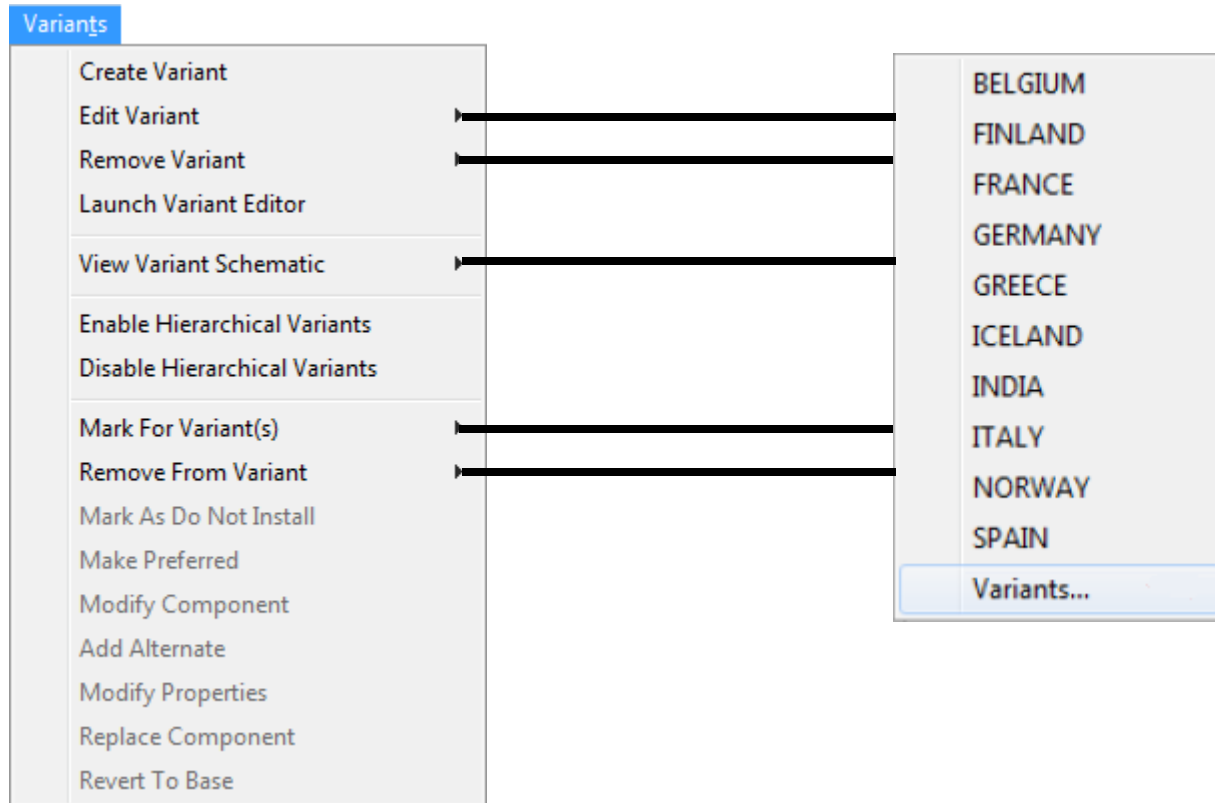 Variants
Create Variant
Edit Variant
Remove Variant
Launch Variant Editor
View Variant Schematic
Enable Hierarchical Variants
Disable Hierarchical Variants
Mark For Variant(s)
Remove From Variant
Mark As Do Not Install
Make Preferred
Modify Component
Add Alternate
Modify Properties
Replace Component
Revert To Base
BELGIUM
FINLAND
FRANCE
GERMANY
GREECE
ICELAND
INDIA
ITALY
NORWAY
SPAIN
Variants...